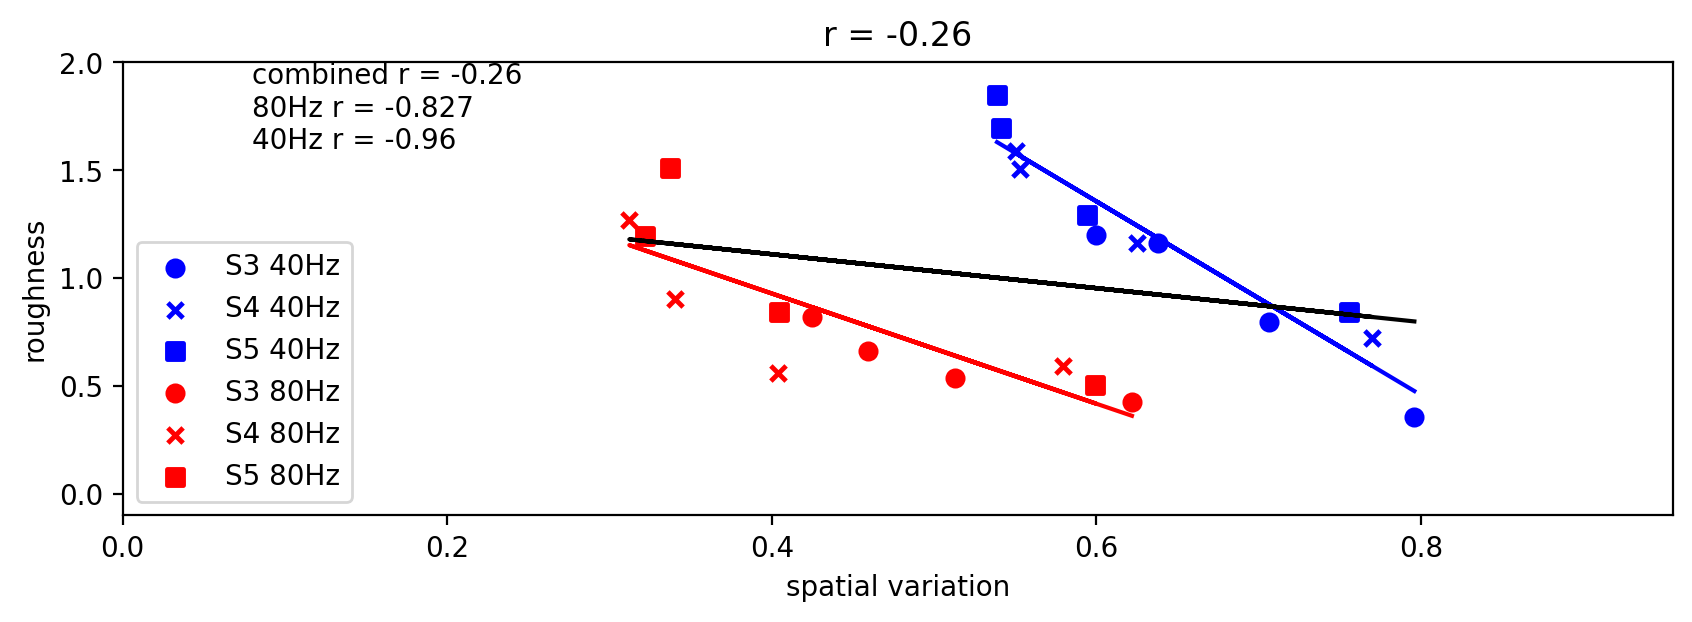 r = -0.26
combined r = -0.26
80Hz r = -0.827
40Hz r = -0.96
2.0
1.5
1.0
0.5
0.0
roughness
S3 40Hz
S4 40Hz
S5 40Hz
S3 80Hz
S4 80Hz
S5 80Hz
0.0 0.2 0.4 0.6 0.8
spatial variation